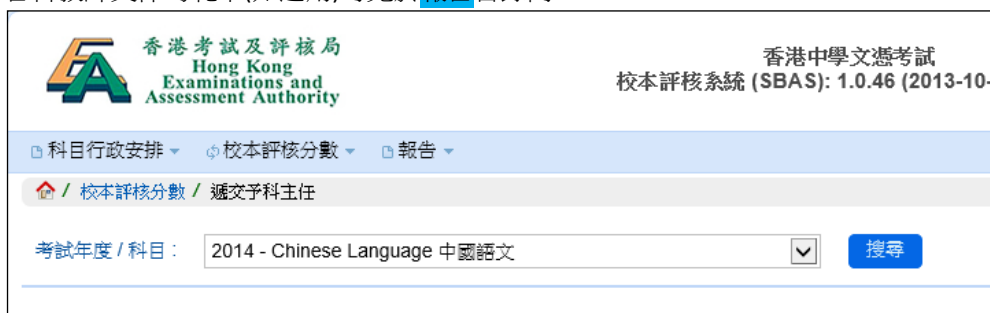 香港考試及評核局
Hong Kong
Examinations and
Assessment Authority
香港中學文憑考試
校本評核系統 (SBAS): 1.0.46 (2013-10-
科目行政安排 校本評核分數 報告
/ 校本評核分數 / 遞交予科主任
考試年度 / 科目： 2014 - Chinese Language 中國語文 搜尋